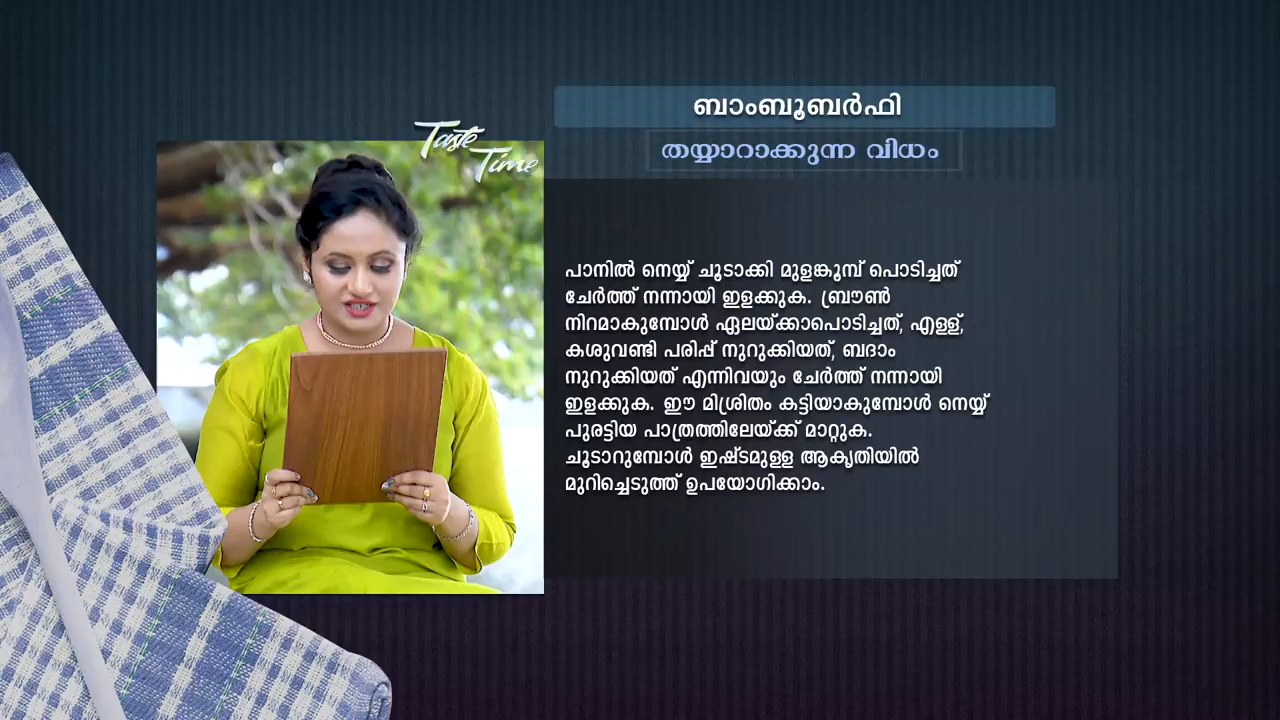 Taste
Time
ബാംബൂബർഫി
തയ്യാറാക്കുന്ന വിധം
പാനിൽ നെയ്യ് ചൂടാക്കി മുളങ്കൂമ്പ് പൊടിച്ചത്
ചേർത്ത് നന്നായി ഇളക്കുക. ബ്രൗൺ
നിറമാകുമ്പോൾ ഏലയ്ക്കാപൊടിച്ചത്, എള്ള്,
കശുവണ്ടി പരിപ്പ് നുറുക്കിയത്, ബദാം
നുറുക്കിയത് എന്നിവയും ചേർത്ത് നന്നായി
ഇളക്കുക. ഈ മിശ്രിതം കട്ടിയാകുമ്പോൾ നെയ്യ്
പുരട്ടിയ പാത്രത്തിലേയ്ക്ക് മാറ്റുക.
ചൂടാറുമ്പോൾ ഇഷ്ടമുളള ആകൃതിയിൽ
മുറിച്ചെടുത്ത് ഉപയോഗിക്കാം.